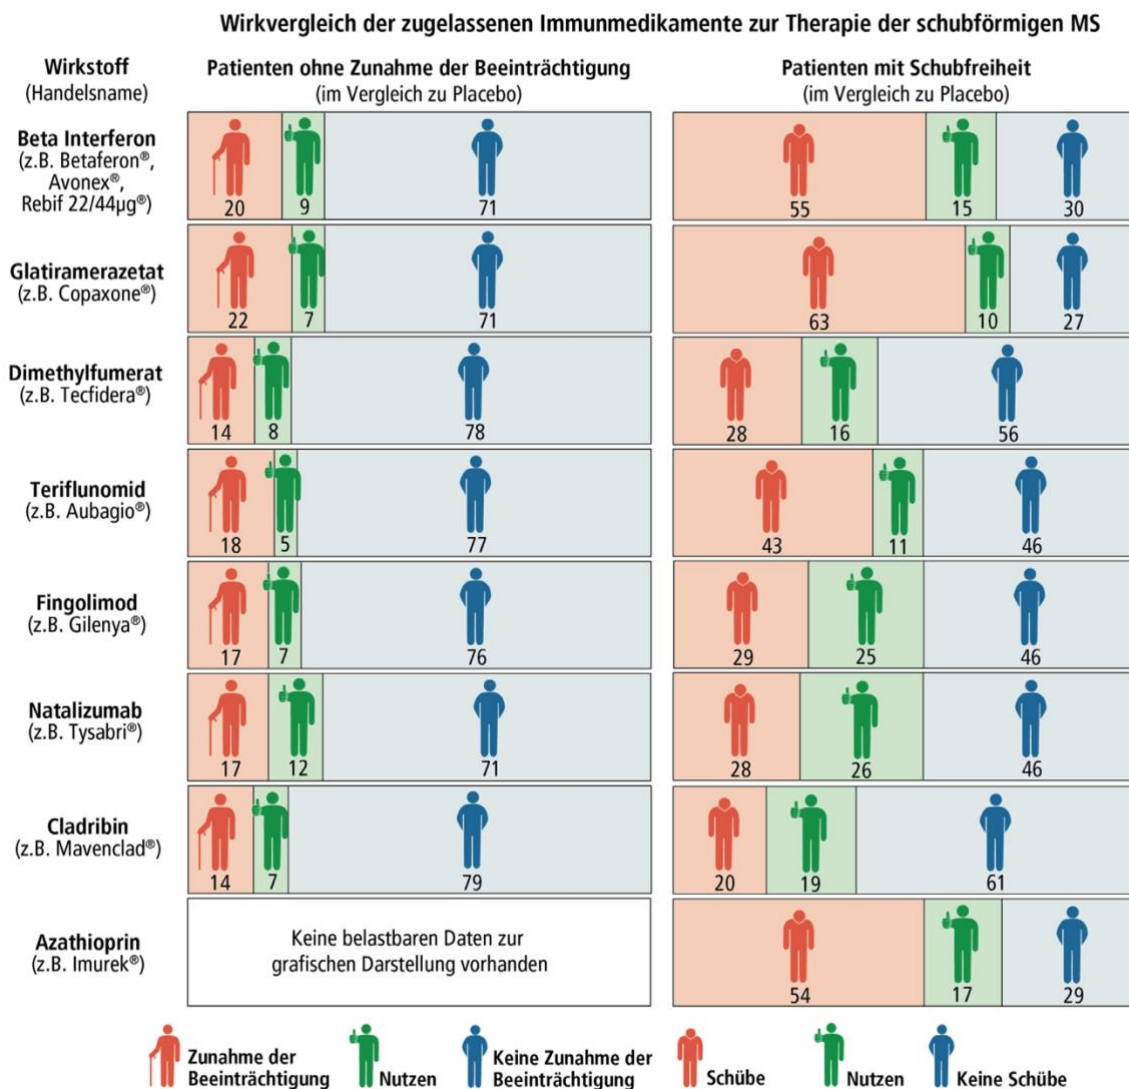 Wirkvergleich der zugelassenen Immunmedikamente zur Therapie der schubförmigen MS
Wirkstoff
(Handelsname)
Patienten ohne Zunahme der Beeinträchtigung
(im Vergleich zu Placebo)
Patienten mit Schubfreiheit
(im Vergleich zu Placebo)
Beta Interferon
(z.B. Betaferon®,
Avonex®,
Rebif 22/44µg®)
20 9 71 55 15 30
Glatiramerazetat
(z.B. Copaxone®)
22 7 71 63 10 27
Dimethylfumerat
(z.B. Tecfidera®)
14 8 78 28 16 56
Teriflunomid
(z.B. Aubagio®)
18 5 77 43 11 46
Fingolimod
(z.B. Gilenya®)
17 7 76 29 25 46
Natalizumab
(z.B. Tysabri®)
17 12 71 28 26 46
Cladribin
(z.B. Mavenclad®)
14 7 79 20 19 61
Azathioprin
(z.B. Imurek®)
Keine belastbaren Daten zur
grafischen Darstellung vorhanden
54 17 29
Zunahme der
Beeinträchtigung
Nutzen
Keine Zunahme der
Beeinträchtigung
Schübe
Nutzen
Keine Schübe